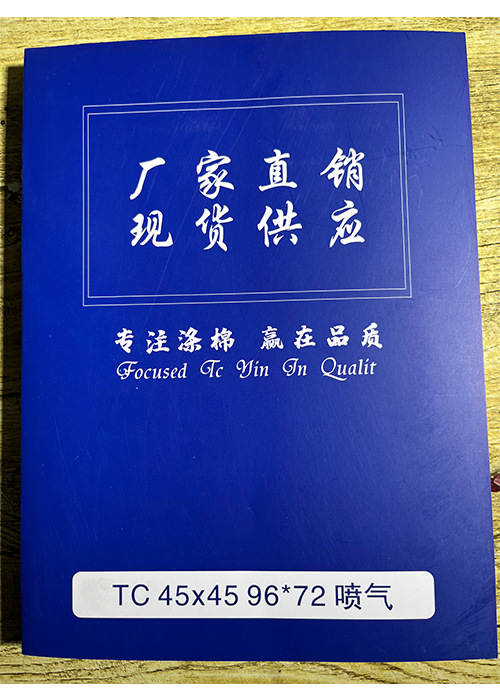 厂家直销
现货供应
专注涤棉 赢在品质
Focused Tc Yin In Qualit
TC 45x45 96*72 喷气